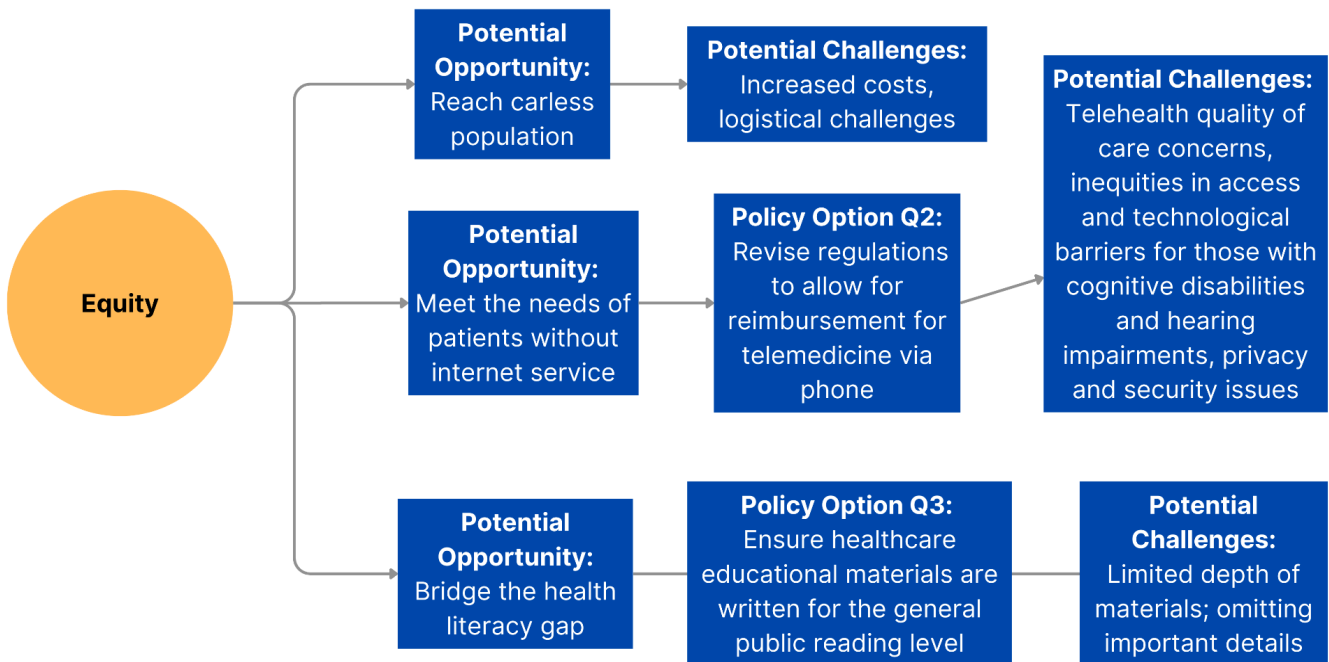 Equity
Potential
Opportunity:
Reach carless
population
Potential Challenges:
Increased costs,
logistical challenges
Potential
Opportunity:
Meet the needs of
patients without
internet service
Policy Option Q2:
Revise regulations
to allow for
reimbursement for
telemedicine via
phone
Potential Challenges:
Telehealth quality of
care concerns,
inequities in access
and technological
barriers for those with
cognitive disabilities
and hearing
impairments, privacy
and security issues
Potential
Opportunity:
Bridge the health
literacy gap
Policy Option Q3:
Ensure healthcare
educational materials are
written for the general
public reading level
Potential
Challenges:
Limited depth of
materials; omitting
important details